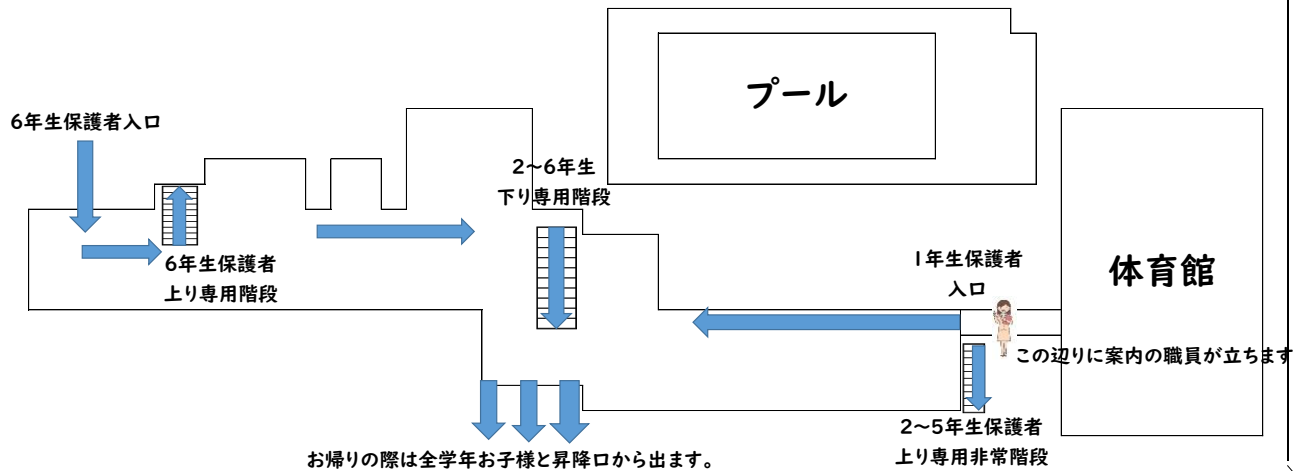 プール
6年生保護者入口
2～6年生
下り専用階段
6年生保護者
上り専用階段
1年生保護者
入口
体育館
この辺りに案内の職員が立ちます
2～5年生保護者
上り専用非常階段
お帰りの際は全学年お子様と昇降口から出ます。